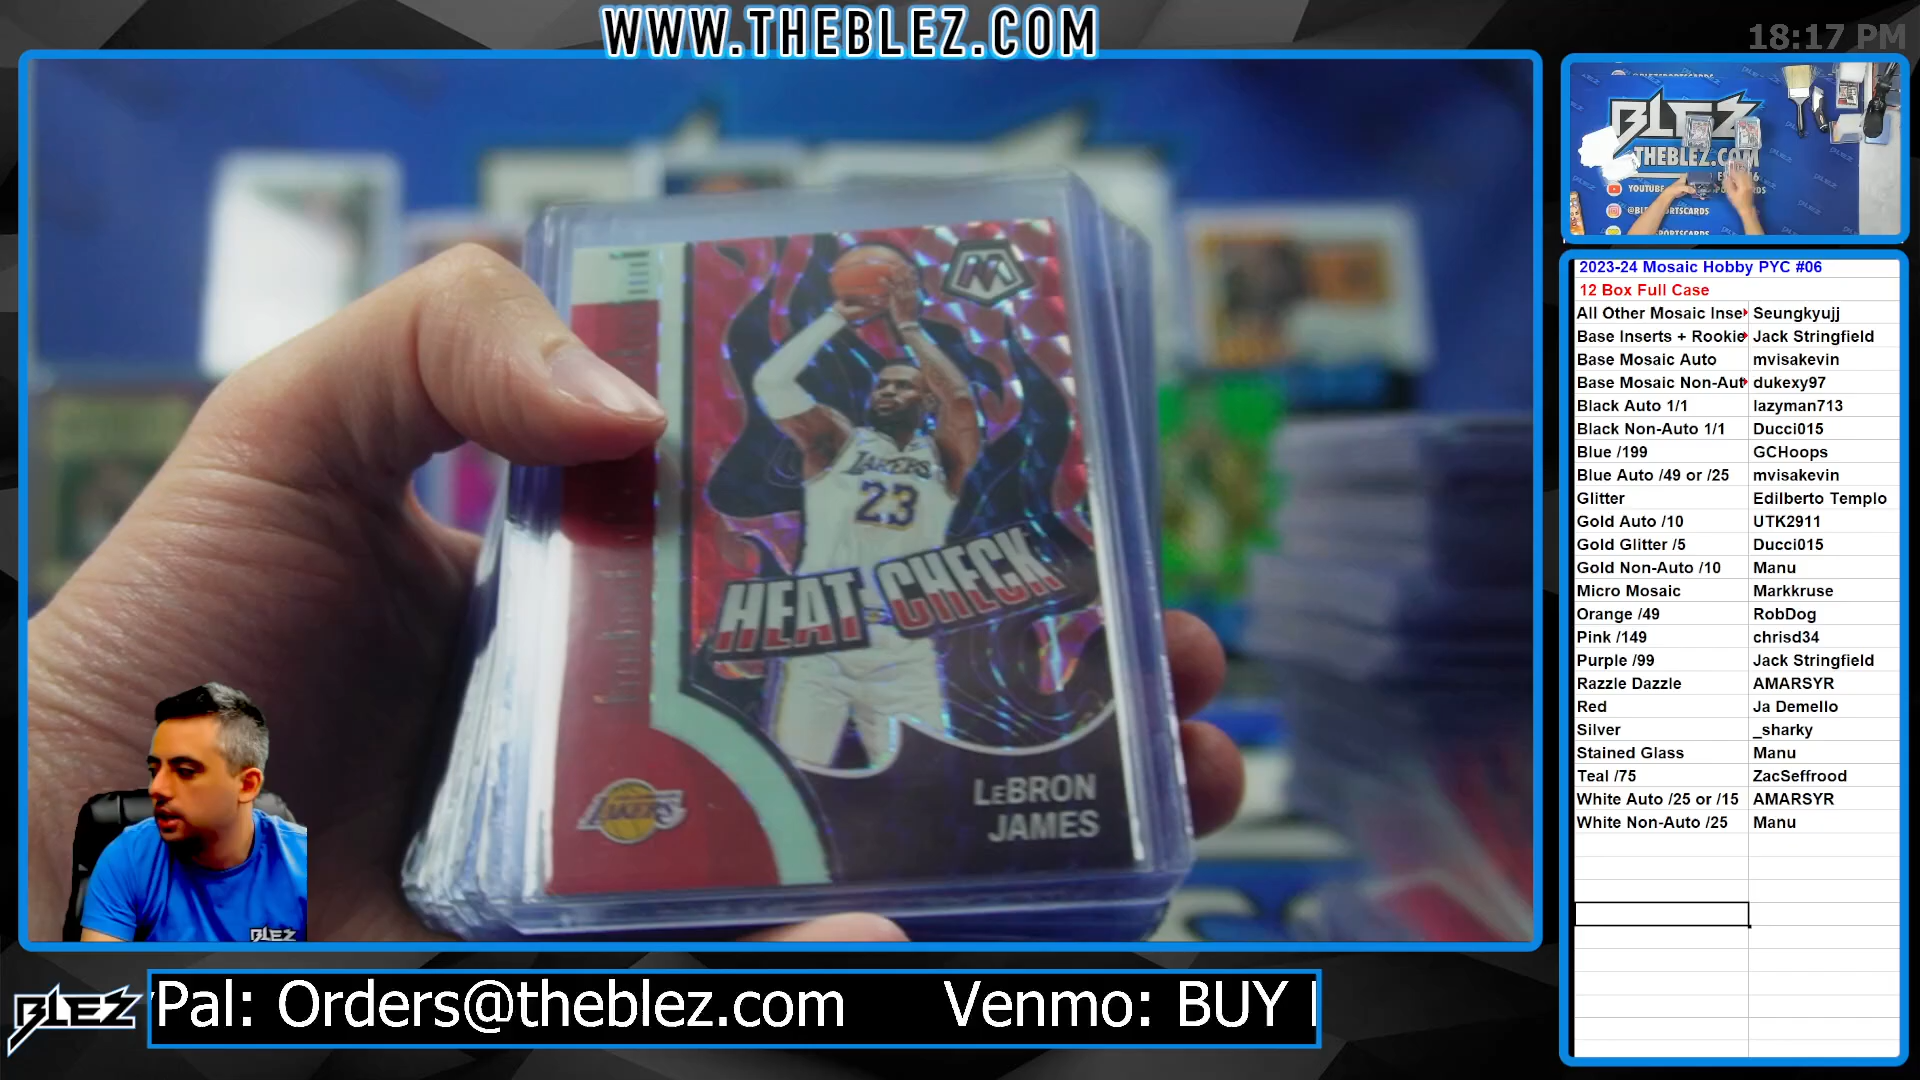 WWW.THEBLEZ.COM
18:17 PM
LAKERS
23
HEAT CHECK
LAKERS
LeBRON
JAMES
BLEZ
BLEZ
THEBLEZ.COM
YOUTUBE
2023-24 Mosaic Hobby PYC #06
12 Box Full Case
All Other Mosaic Inse Seungkyujj
Base Inserts + Rookie Jack Stringfield
Base Mosaic Auto mvisakevin
Base Mosaic Non-Aut dukexy97
Black Auto 1/1 lazyman713
Black Non-Auto 1/1 Ducci015
Blue /199 GCHoops
Blue Auto /49 or /25 mvisakevin
Glitter Edilberto Templo
Gold Auto /10 UTK2911
Gold Glitter /5 Ducci015
Gold Non-Auto /10 Manu
Micro Mosaic Markkruse
Orange /49 RobDog
Pink /149 chrisd34
Purple /99 Jack Stringfield
Razzle Dazzle AMARSYR
Red Ja Demello
Silver _sharky
Stained Glass Manu
Teal /75 ZacSeffrood
White Auto /25 or /15 AMARSYR
White Non-Auto /25 Manu
BLEZ
Pal: Orders@theblez.com Venmo: BUY